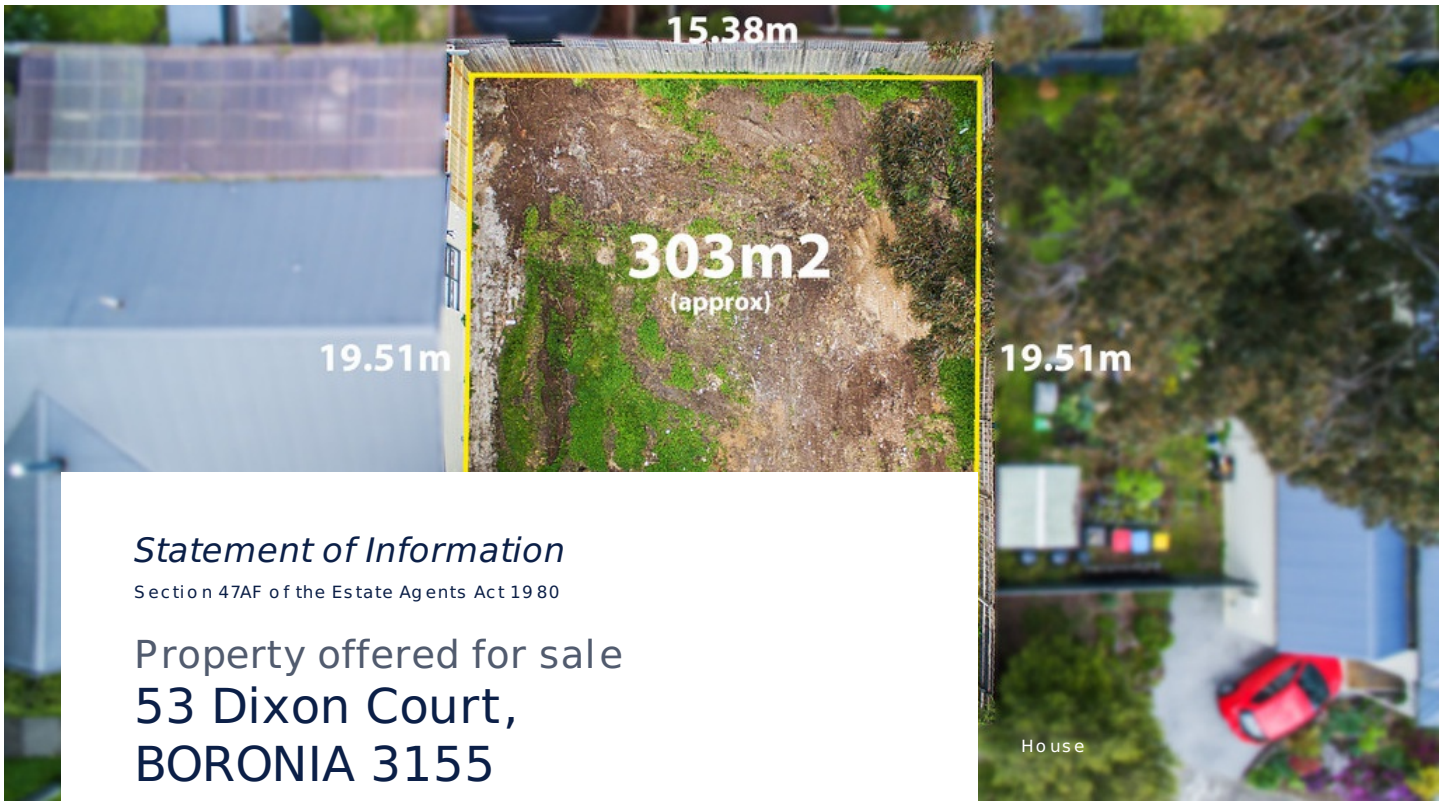 15.38m
303m2
(approx)
19.51m
19.51m
Statement of Information
Section 47AF of the Estate Agents Act 1980
Property offered for sale
53 Dixon Court,
BORONIA 3155
House